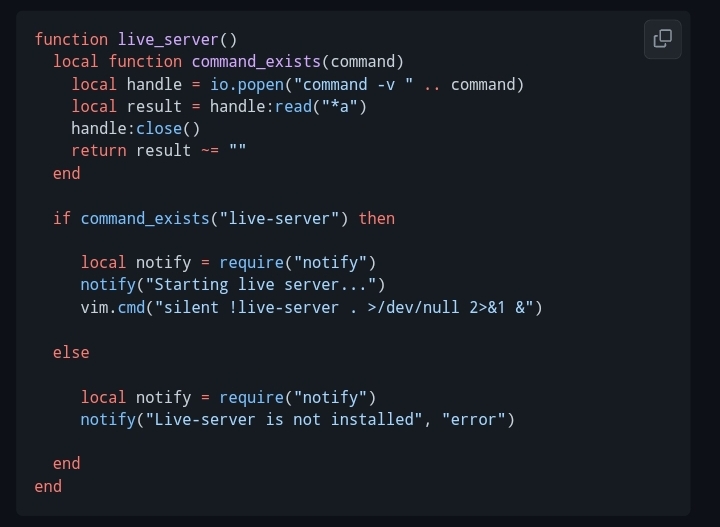 function live_server()
  local function command_exists(command)
    local handle = io.popen("command -v " .. command)
    local result = handle:read("*a")
    handle:close()
    return result ~= ""
  end

  if command_exists("live-server") then

     local notify = require("notify")
     notify("Starting live server...")
     vim.cmd("silent !live-server . >/dev/null 2>&1 &")

  else

     local notify = require("notify")
     notify("Live-server is not installed", "error")

  end
end